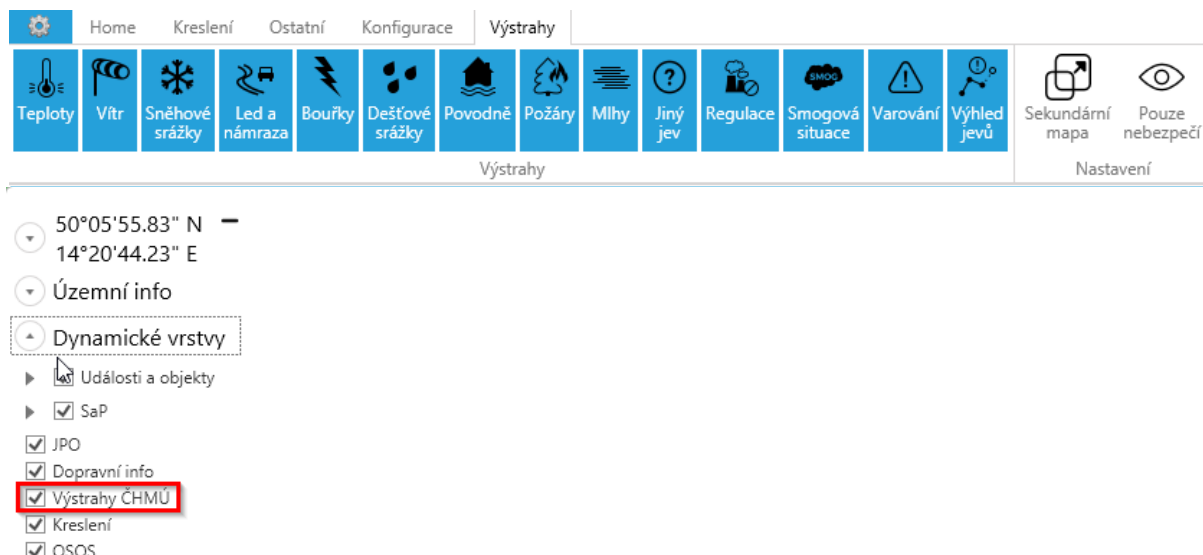 Home Kreslení Ostatní Konfigurace Výstrahy
Teploty Vítr Sněhové srážky Led a námraza Bouřky Dešťové srážky Povodně Požáry Mlhy Jiný jev Regulace SMOG Smogová situace Varování Výhled jevů Sekundární mapa Pouze nebezpečí
Výstrahy Nastavení
50°05'55.83" N
14°20'44.23" E
Územní info
Dynamické vrstvy
Události a objekty
SaP
JPO
Dopravní info
Výstrahy ČHMÚ
Kreslení
OSOS